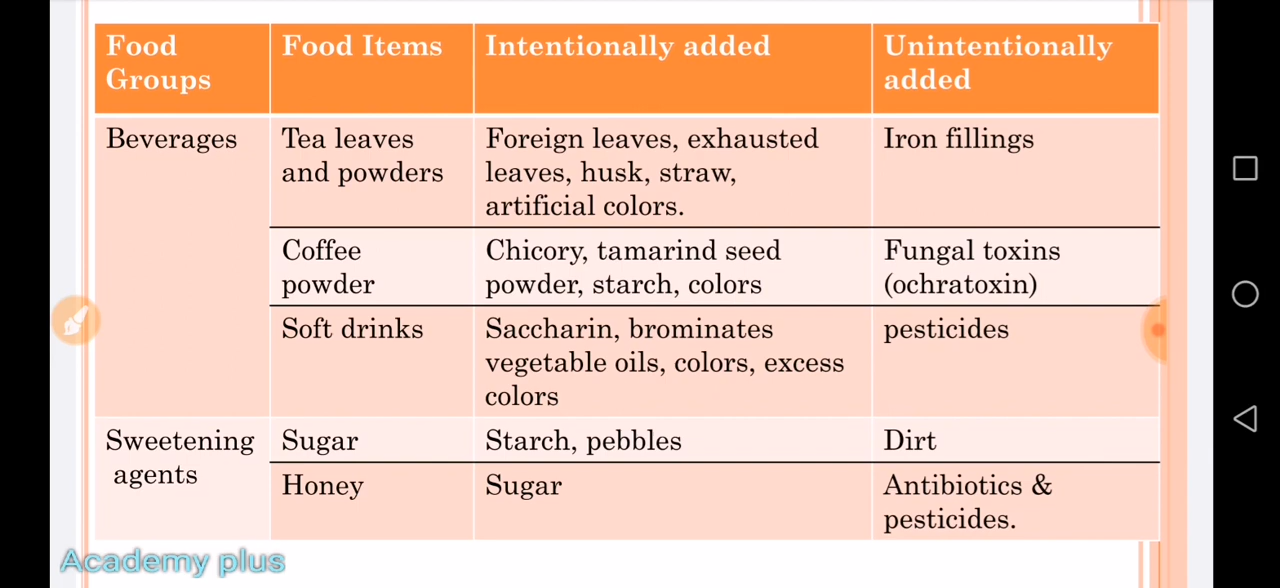 Food Groups | Food Items | Intentionally added | Unintentionally added
Beverages | Tea leaves and powders | Foreign leaves, exhausted leaves, husk, straw, artificial colors. | Iron fillings
Coffee powder | Chicory, tamarind seed powder, starch, colors | Fungal toxins (ochratoxin)
Soft drinks | Saccharin, brominates vegetable oils, colors, excess colors | pesticides
Sweetening agents | Sugar | Starch, pebbles | Dirt
Honey | Sugar | Antibiotics & pesticides.
Academy plus